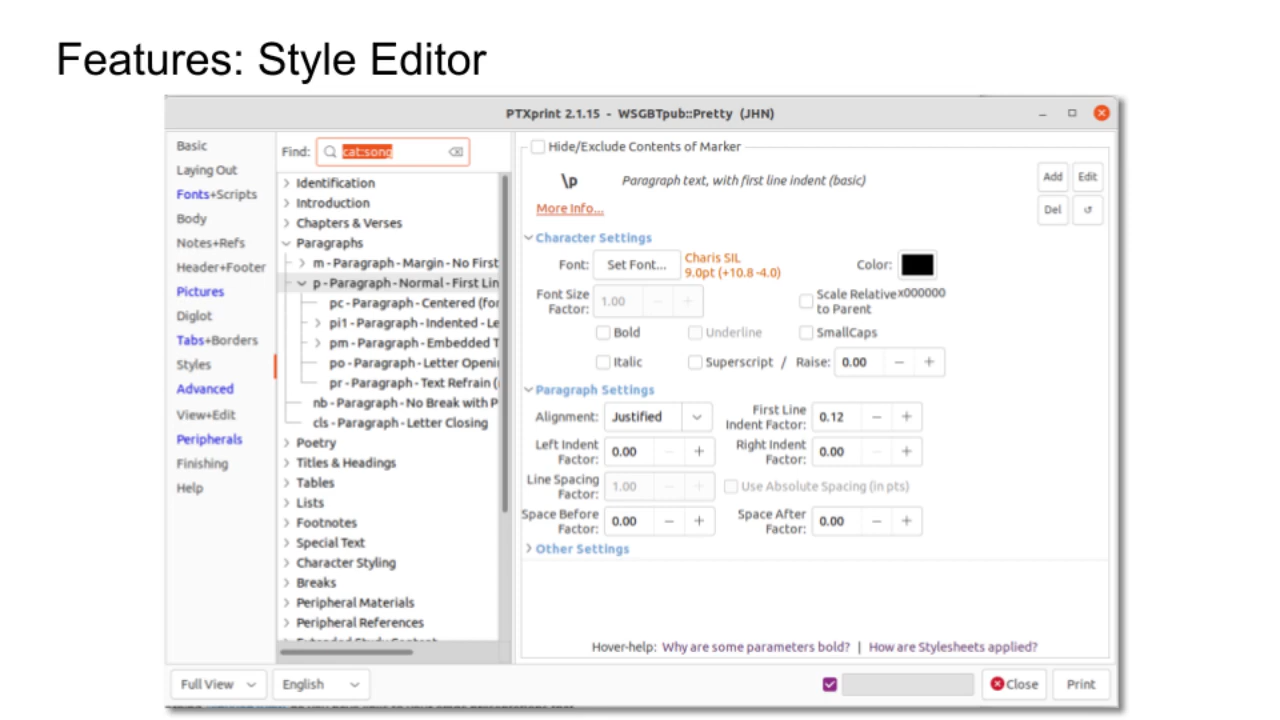 Features: Style Editor
PTXprint 2.1.15 - WSGBTpub::Pretty (JHN)
Basic
Laying Out
Fonts+Scripts
Body
Notes+Refs
Header+Footer
Pictures
Diglot
Tabs+Borders
Styles
Advanced
View+Edit
Peripherals
Finishing
Help
Find: cat:song
Identification
Introduction
Chapters & Verses
Paragraphs
m - Paragraph - Margin - No First
p - Paragraph - Normal - First Lin
pc - Paragraph - Centered (for
pi1 - Paragraph - Indented - Le
pm - Paragraph - Embedded T
po - Paragraph - Letter Openi
pr - Paragraph - Text Refrain (
nb - Paragraph - No Break with P
cls - Paragraph - Letter Closing
Poetry
Titles & Headings
Tables
Lists
Footnotes
Special Text
Character Styling
Breaks
Peripheral Materials
Peripheral References
Hide/Exclude Contents of Marker
\p Paragraph text, with first line indent (basic)
Add Edit
More Info...
Del ↺
Character Settings
Font: Set Font... Charis SIL
9.0pt (+10.8 -4.0)
Color:
x000000
Font Size
Factor: 1.00
Scale Relative
to Parent
Bold Underline SmallCaps
Italic Superscript / Raise: 0.00 − +
Paragraph Settings
Alignment: Justified
First Line
Indent Factor: 0.12 − +
Left Indent
Factor: 0.00 − +
Right Indent
Factor: 0.00 − +
Line Spacing
Factor: 1.00 − +
Use Absolute Spacing (in pts)
Space Before
Factor: 0.00 − +
Space After
Factor: 0.00 − +
Other Settings
Hover-help: Why are some parameters bold? | How are Stylesheets applied?
Full View English Close Print